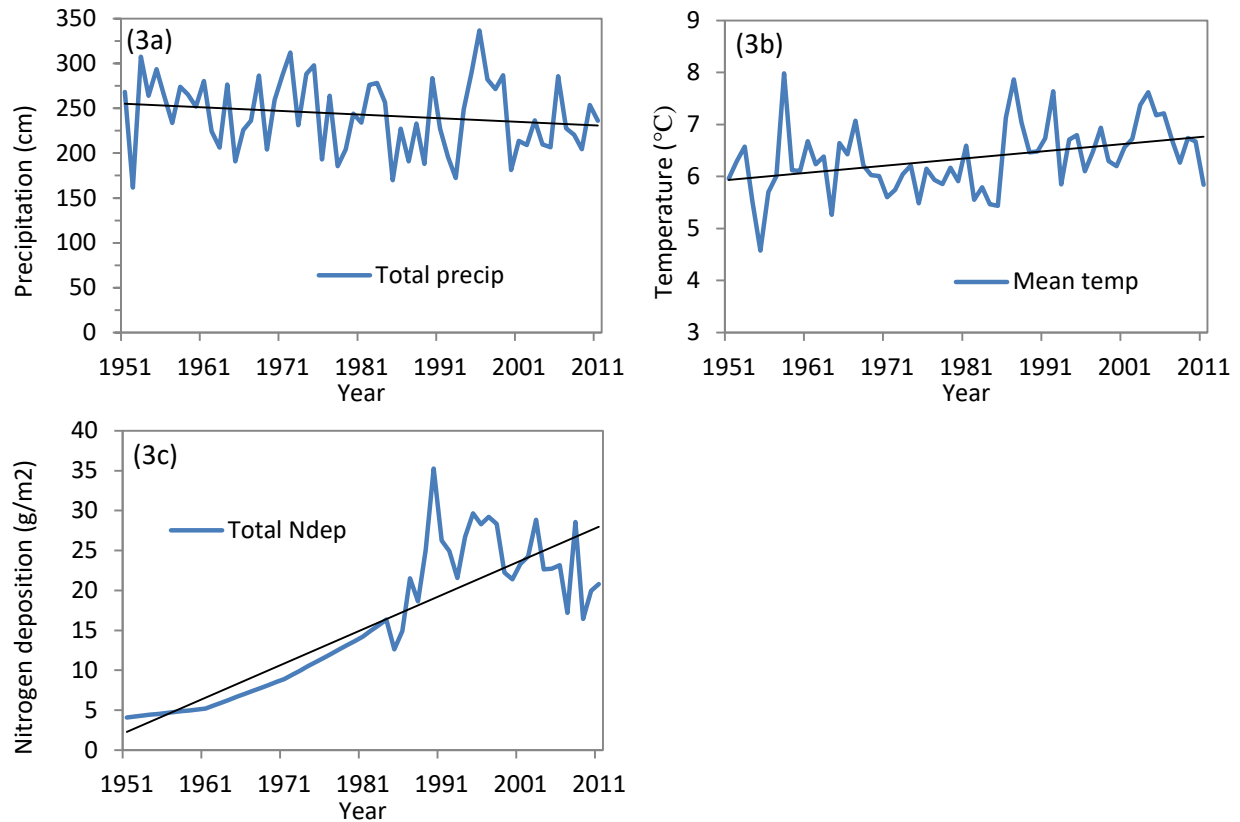 (3a)
Precipitation (cm)
350
300
250
200
150
100
50
0
Total precip
1951 1961 1971 1981 1991 2001 2011
Year
(3b)
Temperature (℃)
9
8
7
6
5
4
3
Mean temp
1951 1961 1971 1981 1991 2001 2011
Year
(3c)
Nitrogen deposition (g/m2)
40
35
30
25
20
15
10
5
0
Total Ndep
1951 1961 1971 1981 1991 2001 2011
Year